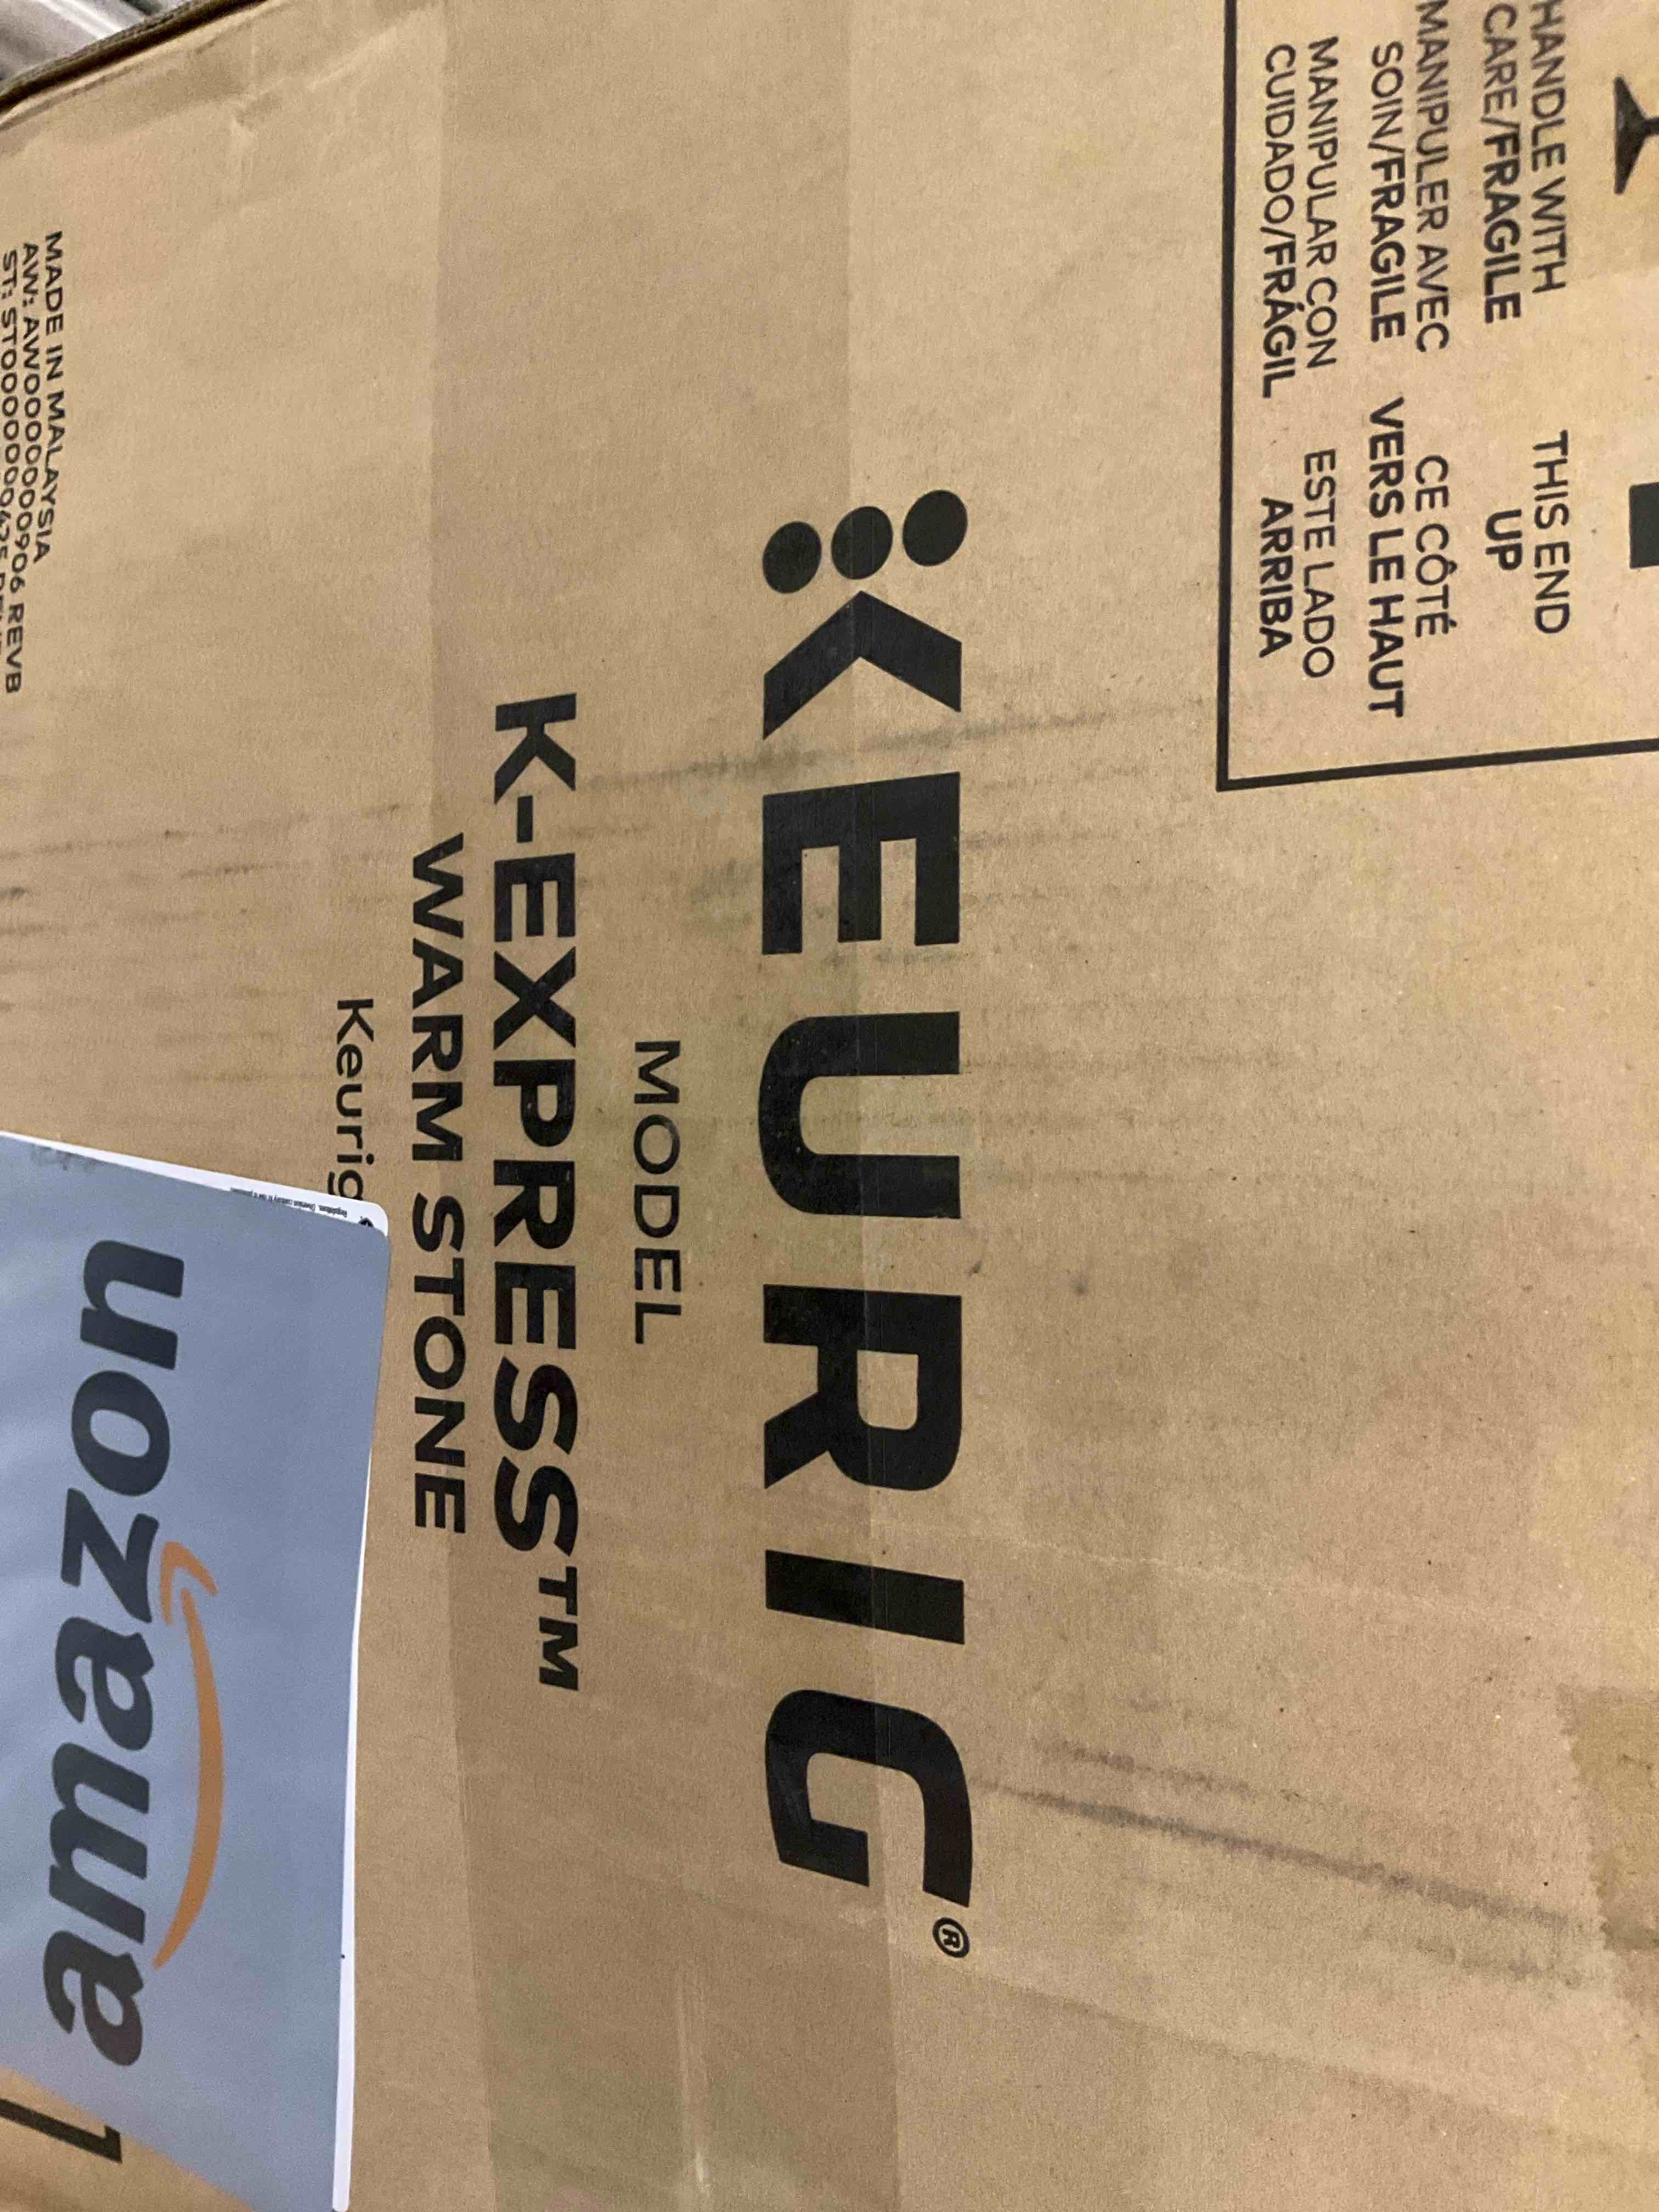 HANDLE WITH
CARE/FRAGILE
MANIPULER AVEC
SOIN/FRAGILE
MANIPULAR CON
CUIDADO/FRÁGIL
THIS END
UP
CE CÔTÉ
VERS LE HAUT
ESTE LADO
ARRIBA
KEURIG®
MODEL
K-EXPRESS™
WARM STONE
Keurig
MADE IN MALAYSIA
AW: AW0000000906 REVB
amazon